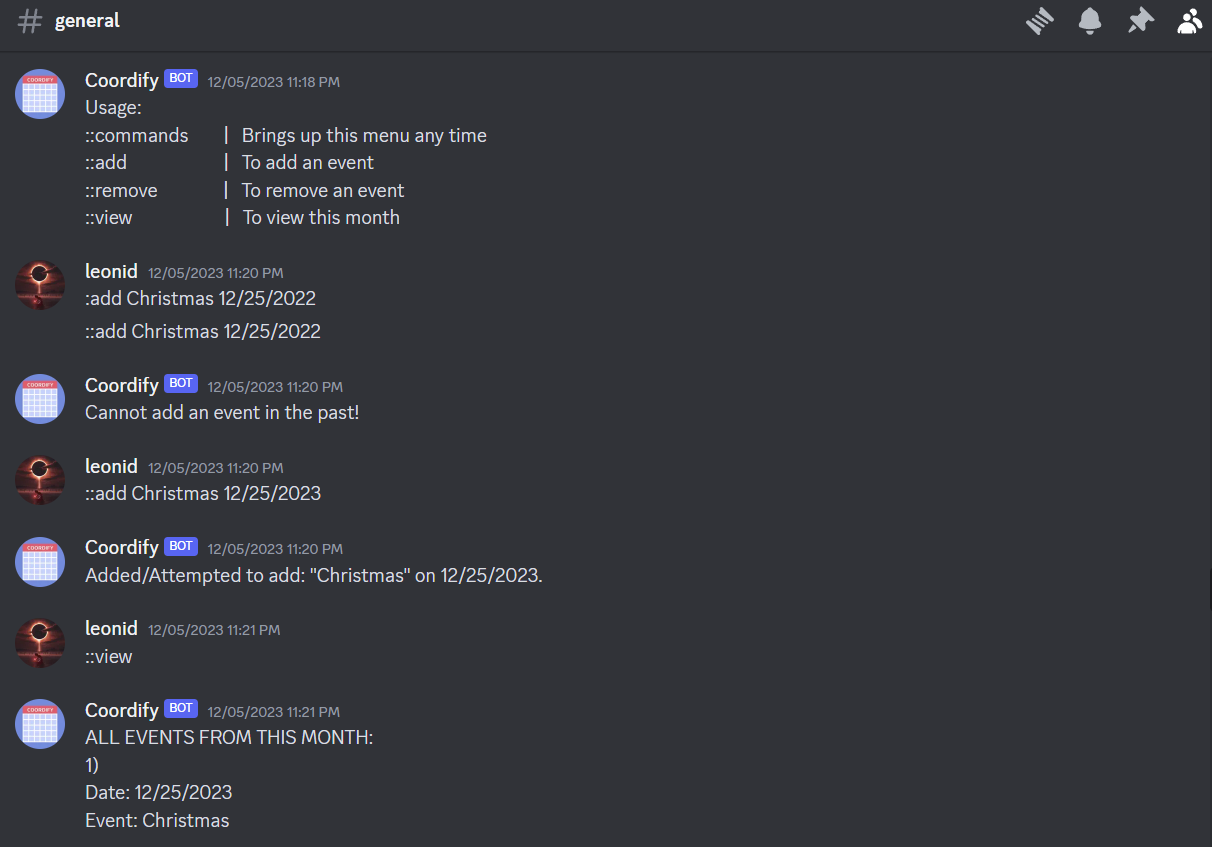 general
COORDIFY
Coordify BOT 12/05/2023 11:18 PM
Usage:
::commands | Brings up this menu any time
::add | To add an event
::remove | To remove an event
::view | To view this month
leonid 12/05/2023 11:20 PM
:add Christmas 12/25/2022
::add Christmas 12/25/2022
COORDIFY
Coordify BOT 12/05/2023 11:20 PM
Cannot add an event in the past!
leonid 12/05/2023 11:20 PM
::add Christmas 12/25/2023
COORDIFY
Coordify BOT 12/05/2023 11:20 PM
Added/Attempted to add: "Christmas" on 12/25/2023.
leonid 12/05/2023 11:21 PM
::view
COORDIFY
Coordify BOT 12/05/2023 11:21 PM
ALL EVENTS FROM THIS MONTH:
1)
Date: 12/25/2023
Event: Christmas